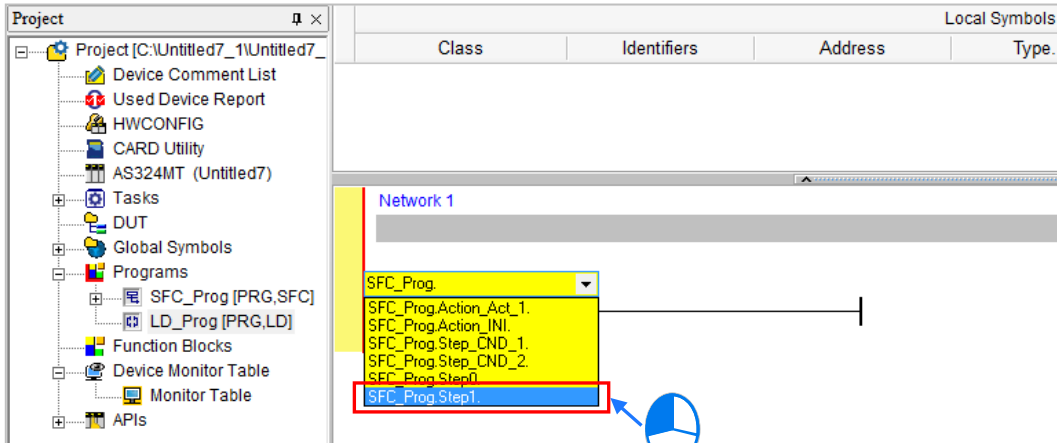 Project
Project [C:\Untitled7_1\Untitled7_
Device Comment List
Used Device Report
HWCONFIG
CARD Utility
AS324MT (Untitled7)
Tasks
DUT
Global Symbols
Programs
SFC_Prog [PRG,SFC]
LD_Prog [PRG,LD]
Function Blocks
Device Monitor Table
Monitor Table
APIs
Local Symbols
Class Identifiers Address Type.
Network 1
SFC_Prog.
SFC_Prog.Action_Act_1.
SFC_Prog.Action_INI.
SFC_Prog.Step_CND_1.
SFC_Prog.Step_CND_2.
SFC_Prog.Step0.
SFC_Prog.Step1.